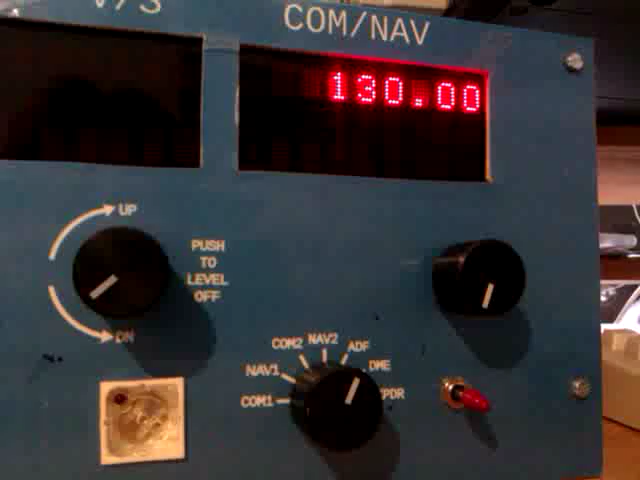 V/S
COM/NAV
130.00
UP
PUSH
TO
LEVEL
OFF
DN
COM1
NAV1
COM2
NAV2
ADF
DME